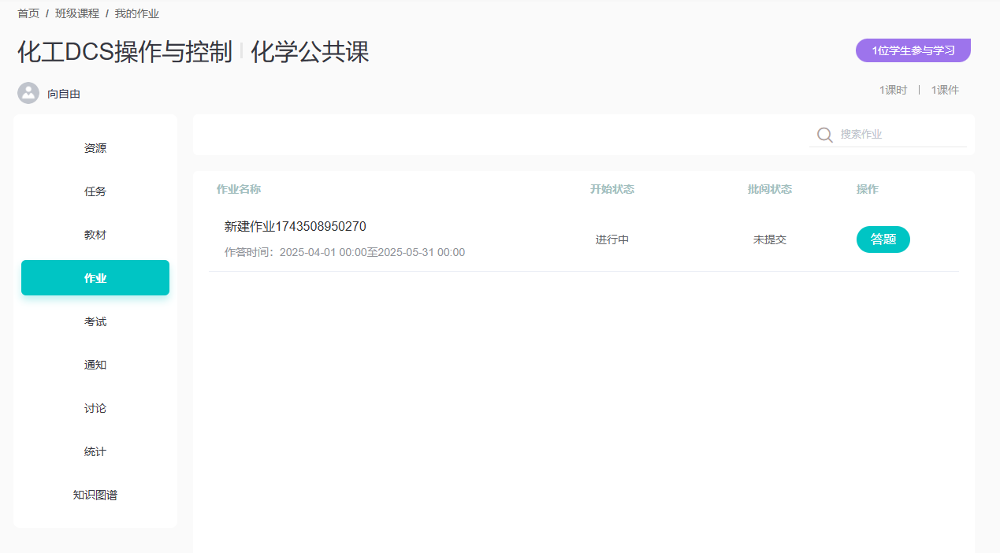 首页 / 班级课程 / 我的作业
化工DCS操作与控制 化学公共课
1位学生参与学习
向自由
1课时 | 1课件
资源
任务
教材
作业
考试
通知
讨论
统计
知识图谱
搜索作业
作业名称 开始状态 批阅状态 操作
新建作业1743508950270
作答时间：2025-04-01 00:00至2025-05-31 00:00
进行中 未提交 答题